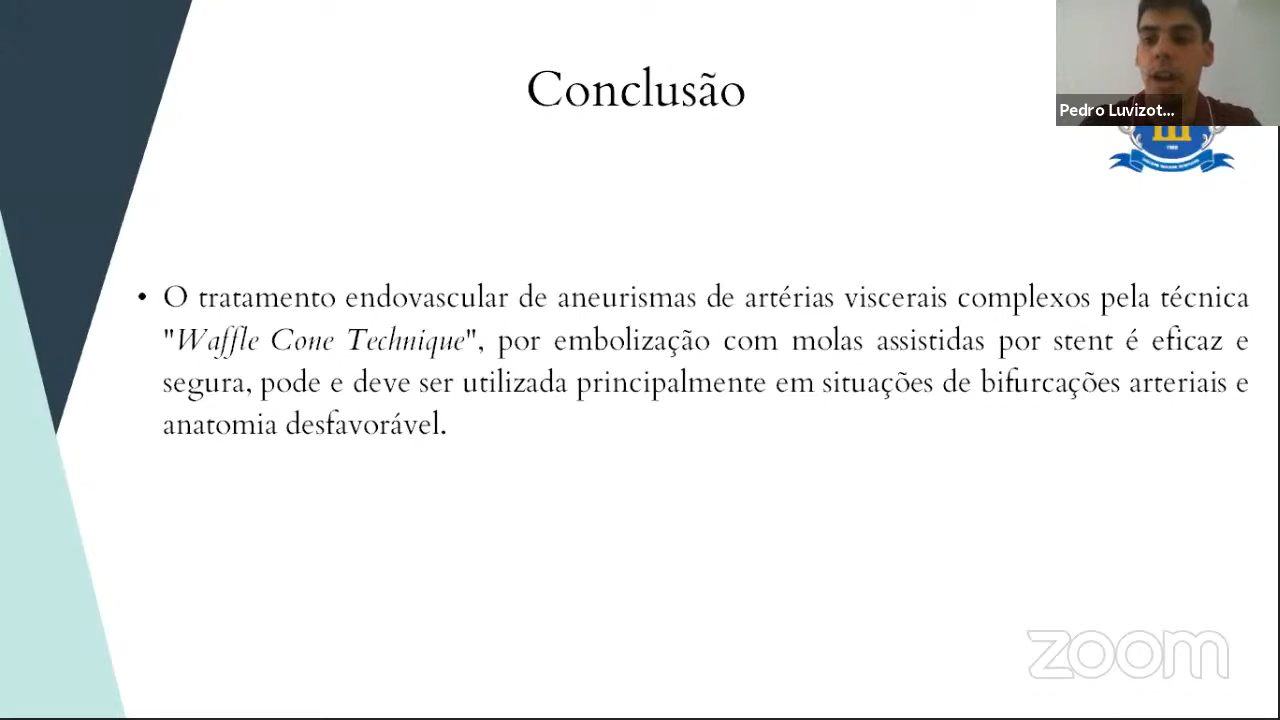 Conclusão
Pedro Luvizot...
• O tratamento endovascular de aneurismas de artérias viscerais complexos pela técnica
"Waffle Cone Technique", por embolização com molas assistidas por stent é eficaz e
segura, pode e deve ser utilizada principalmente em situações de bifurcações arteriais e
anatomia desfavorável.
zoom